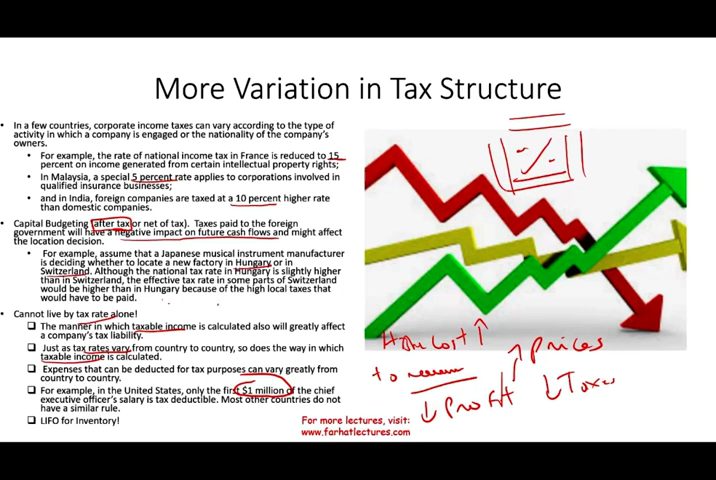 More Variation in Tax Structure
• In a few countries, corporate income taxes can vary according to the type of
activity in which a company is engaged or the nationality of the company's
owners.
• For example, the rate of national income tax in France is reduced to 15
percent on income generated from certain intellectual property rights;
• In Malaysia, a special 5 percent rate applies to corporations involved in
qualified insurance businesses;
• and in India, foreign companies are taxed at a 10 percent higher rate
than domestic companies.
• Capital Budgeting (after tax or net of tax). Taxes paid to the foreign
government will have a negative impact on future cash flows and might affect
the location decision.
• For example, assume that a Japanese musical instrument manufacturer
is deciding whether to locate a new factory in Hungary or in
Switzerland. Although the national tax rate in Hungary is slightly higher
than in Switzerland, the effective tax rate in some parts of Switzerland
would be higher than in Hungary because of the high local taxes that
would have to be paid.
• Cannot live by tax rate alone!
❑ The manner in which taxable income is calculated also will greatly affect
a company's tax liability.
❑ Just as tax rates vary from country to country, so does the way in which
taxable income is calculated.
❑ Expenses that can be deducted for tax purposes can vary greatly from
country to country.
❑ For example, in the United States, only the first $1 million of the chief
executive officer's salary is tax deductible. Most other countries do not
have a similar rule.
❑ LIFO for Inventory!
The Cost ↑
to revenue
↑ Prices
↓ Profit
↓ Taxes
For more lectures, visit:
www.farhatlectures.com